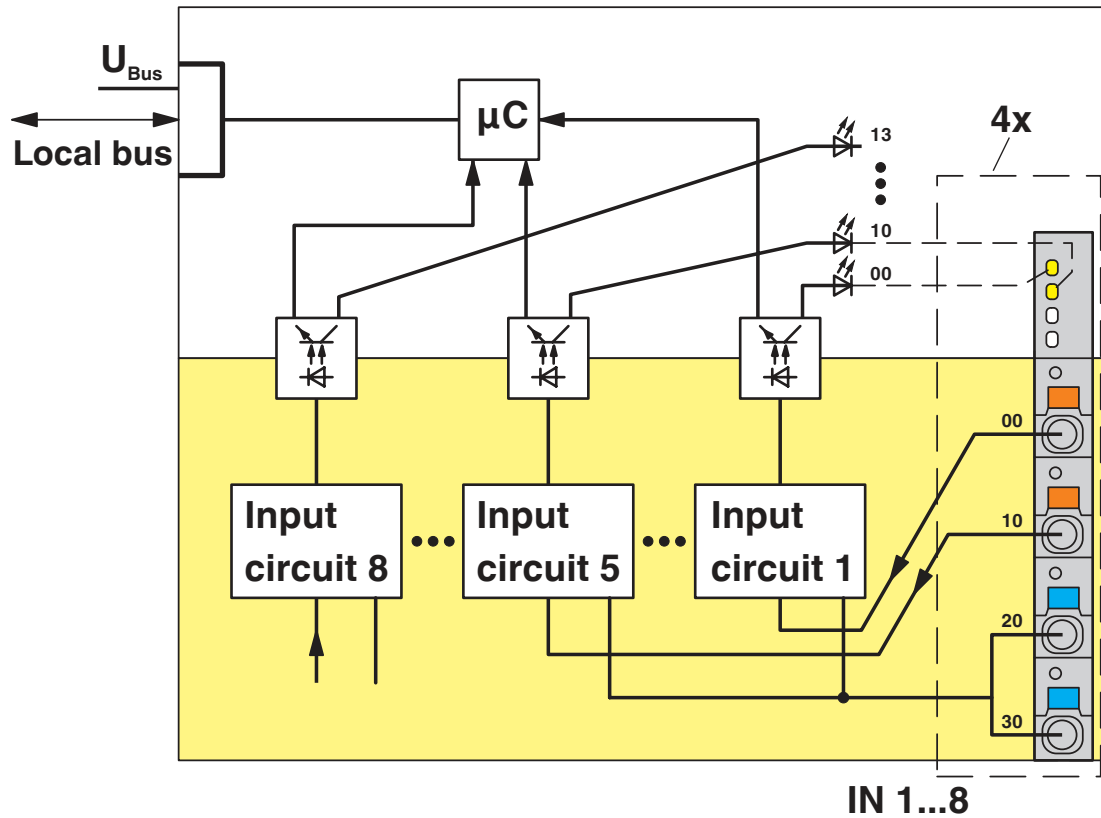 U Bus
Local bus
µC
4x
13
10
00
00
10
20
30
Input
circuit 8
Input
circuit 5
Input
circuit 1
IN 1...8